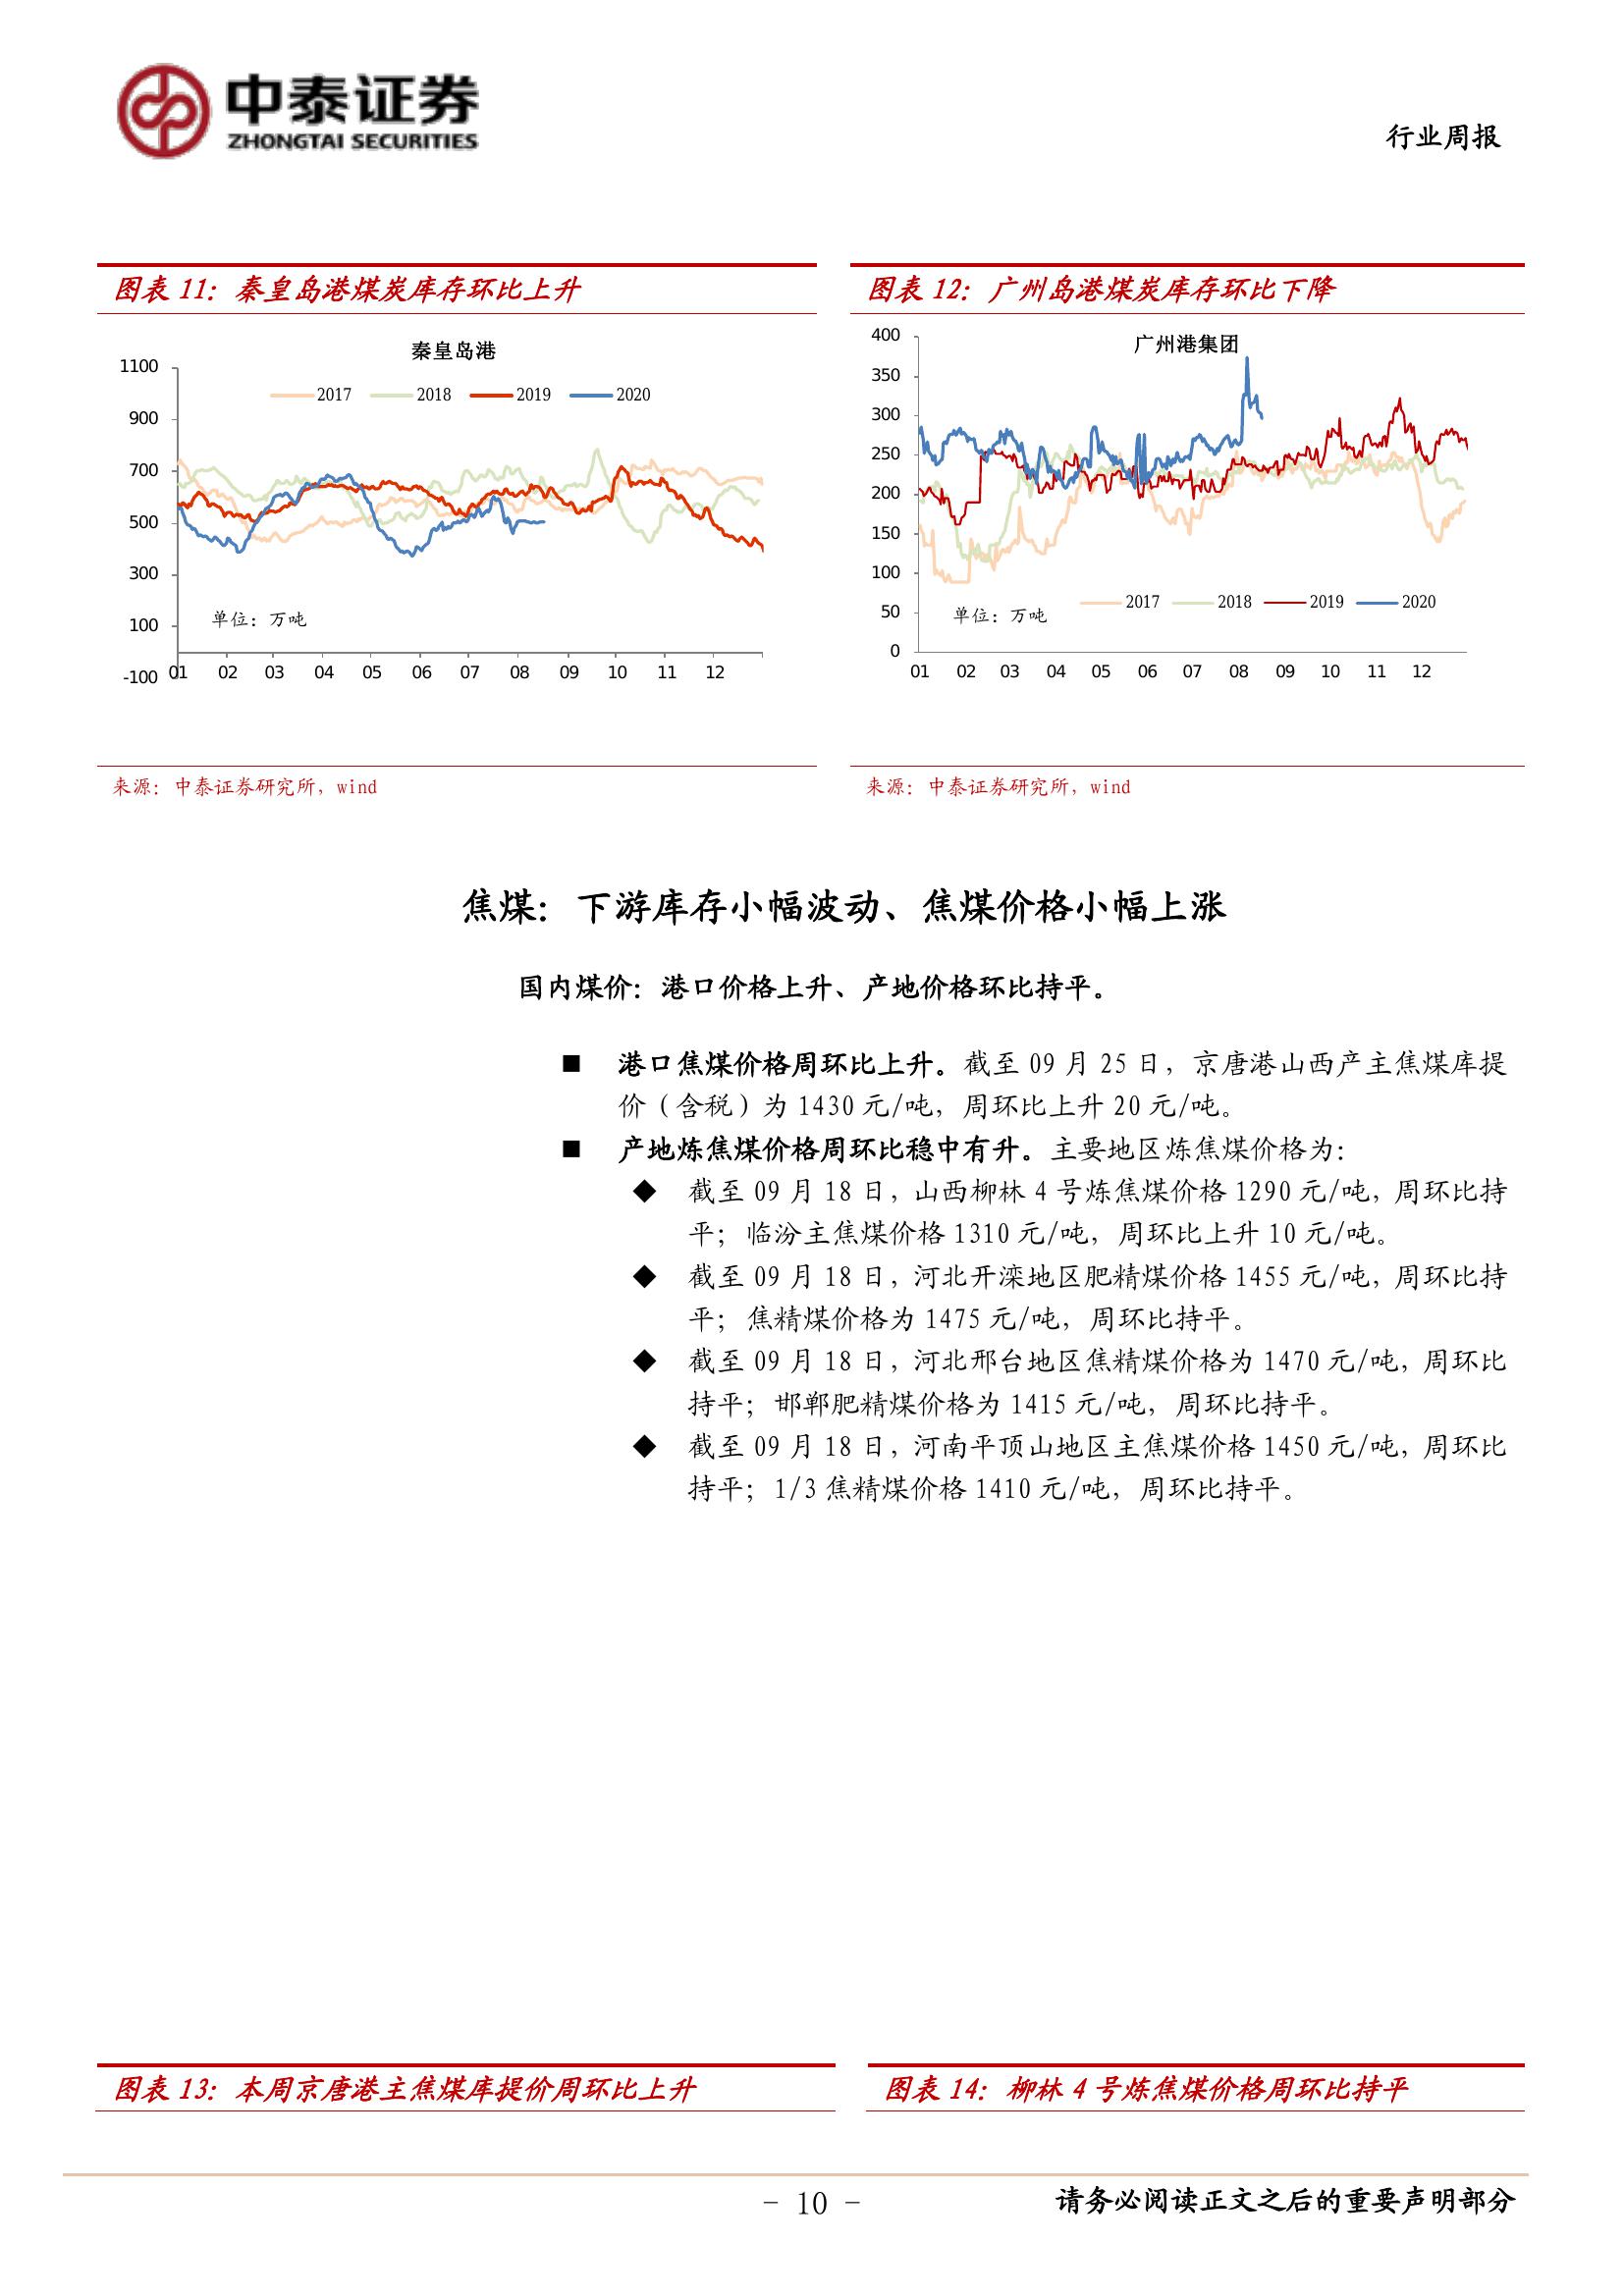 中泰证券
ZHONGTAI SECURITIES
行业周报
图表 11：秦皇岛港煤炭库存环比上升
秦皇岛港
2017 2018 2019 2020
1100
900
700
500
300
100
-100
单位：万吨
01 02 03 04 05 06 07 08 09 10 11 12
来源：中泰证券研究所，wind
图表 12：广州岛港煤炭库存环比下降
广州港集团
400
350
300
250
200
150
100
50
0
单位：万吨
2017 2018 2019 2020
01 02 03 04 05 06 07 08 09 10 11 12
来源：中泰证券研究所，wind
焦煤：下游库存小幅波动、焦煤价格小幅上涨
国内煤价：港口价格上升、产地价格环比持平。
■ 港口焦煤价格周环比上升。截至 09 月 25 日，京唐港山西产主焦煤库提
价（含税）为 1430 元/吨，周环比上升 20 元/吨。
■ 产地炼焦煤价格周环比稳中有升。主要地区炼焦煤价格为：
◆ 截至 09 月 18 日，山西柳林 4 号炼焦煤价格 1290 元/吨，周环比持
平；临汾主焦煤价格 1310 元/吨，周环比上升 10 元/吨。
◆ 截至 09 月 18 日，河北开滦地区肥精煤价格 1455 元/吨，周环比持
平；焦精煤价格为 1475 元/吨，周环比持平。
◆ 截至 09 月 18 日，河北邢台地区焦精煤价格为 1470 元/吨，周环比
持平；邯郸肥精煤价格为 1415 元/吨，周环比持平。
◆ 截至 09 月 18 日，河南平顶山地区主焦煤价格 1450 元/吨，周环比
持平；1/3 焦精煤价格 1410 元/吨，周环比持平。
图表 13：本周京唐港主焦煤库提价周环比上升
图表 14：柳林 4 号炼焦煤价格周环比持平
- 10 -
请务必阅读正文之后的重要声明部分